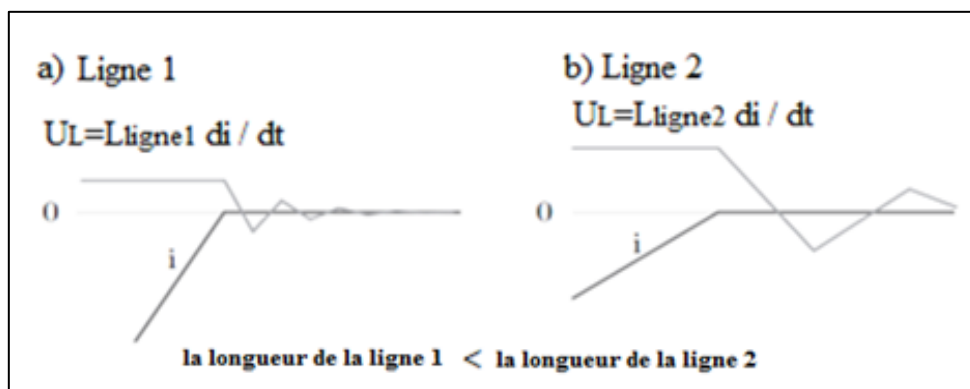 a) Ligne 1
UL=Lligne1 di / dt
0
i
b) Ligne 2
UL=Lligne2 di / dt
0
i
la longueur de la ligne 1 < la longueur de la ligne 2